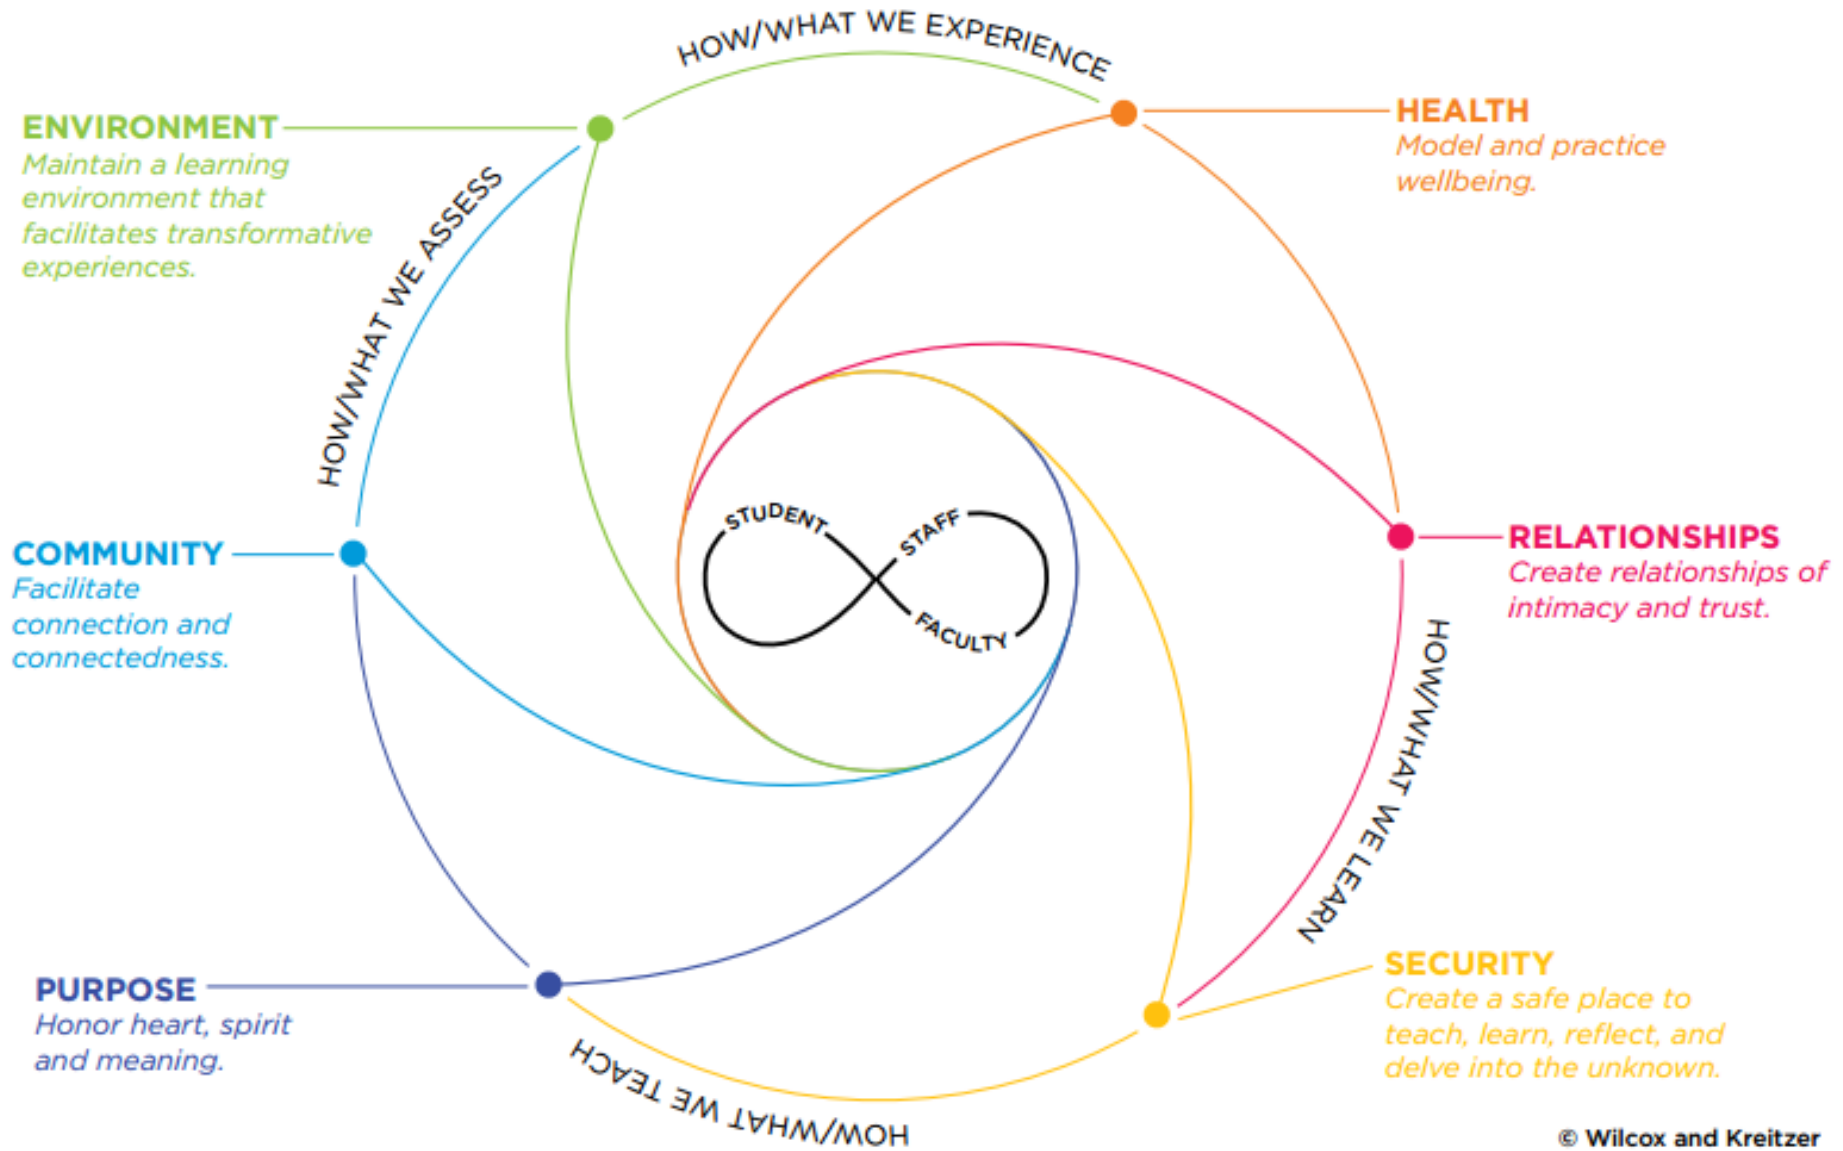 HOW/WHAT WE EXPERIENCE
HEALTH
Model and practice
wellbeing.
ENVIRONMENT
Maintain a learning
environment that
facilitates transformative
experiences.
HOW/WHAT WE ASSESS
STUDENT
STAFF
FACULTY
RELATIONSHIPS
Create relationships of
intimacy and trust.
COMMUNITY
Facilitate
connection and
connectedness.
HOW/WHAT WE LEARN
SECURITY
Create a safe place to
teach, learn, reflect, and
delve into the unknown.
PURPOSE
Honor heart, spirit
and meaning.
HOW/WHAT WE TEACH
© Wilcox and Kreitzer